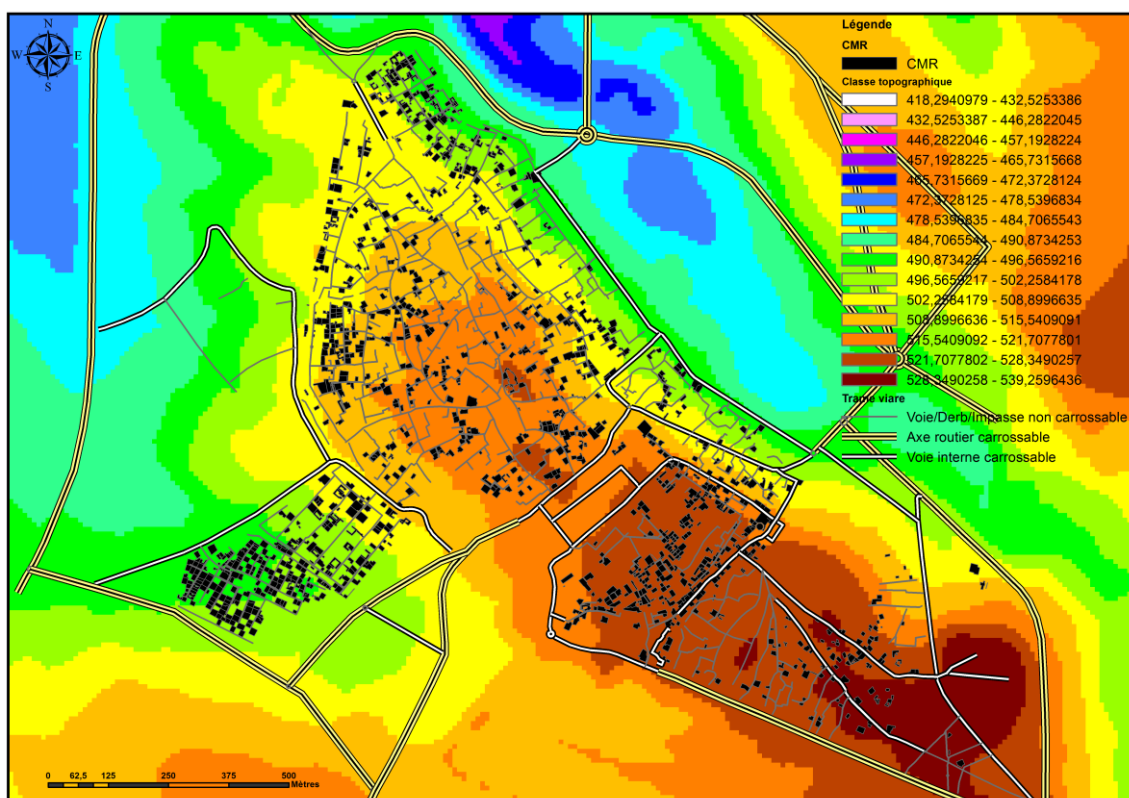 N
W E
S
Légende
CMR
CMR
Classe topographique
418,2940979 - 432,5253386
432,5253387 - 446,2822045
446,2822046 - 457,1928224
457,1928225 - 465,7315668
465,7315669 - 472,3728124
472,3728125 - 478,5396834
478,5396835 - 484,7065543
484,7065544 - 490,8734253
490,8734254 - 496,5659216
496,5659217 - 502,2584178
502,2584179 - 508,8996635
508,8996636 - 515,5409091
515,5409092 - 521,7077801
521,7077802 - 528,3490257
528,3490258 - 539,2596436
Trame viare
Voie/Derb/Impasse non carrossable
Axe routier carrossable
Voie interne carrossable
0 62,5 125 250 375 500
Mètres